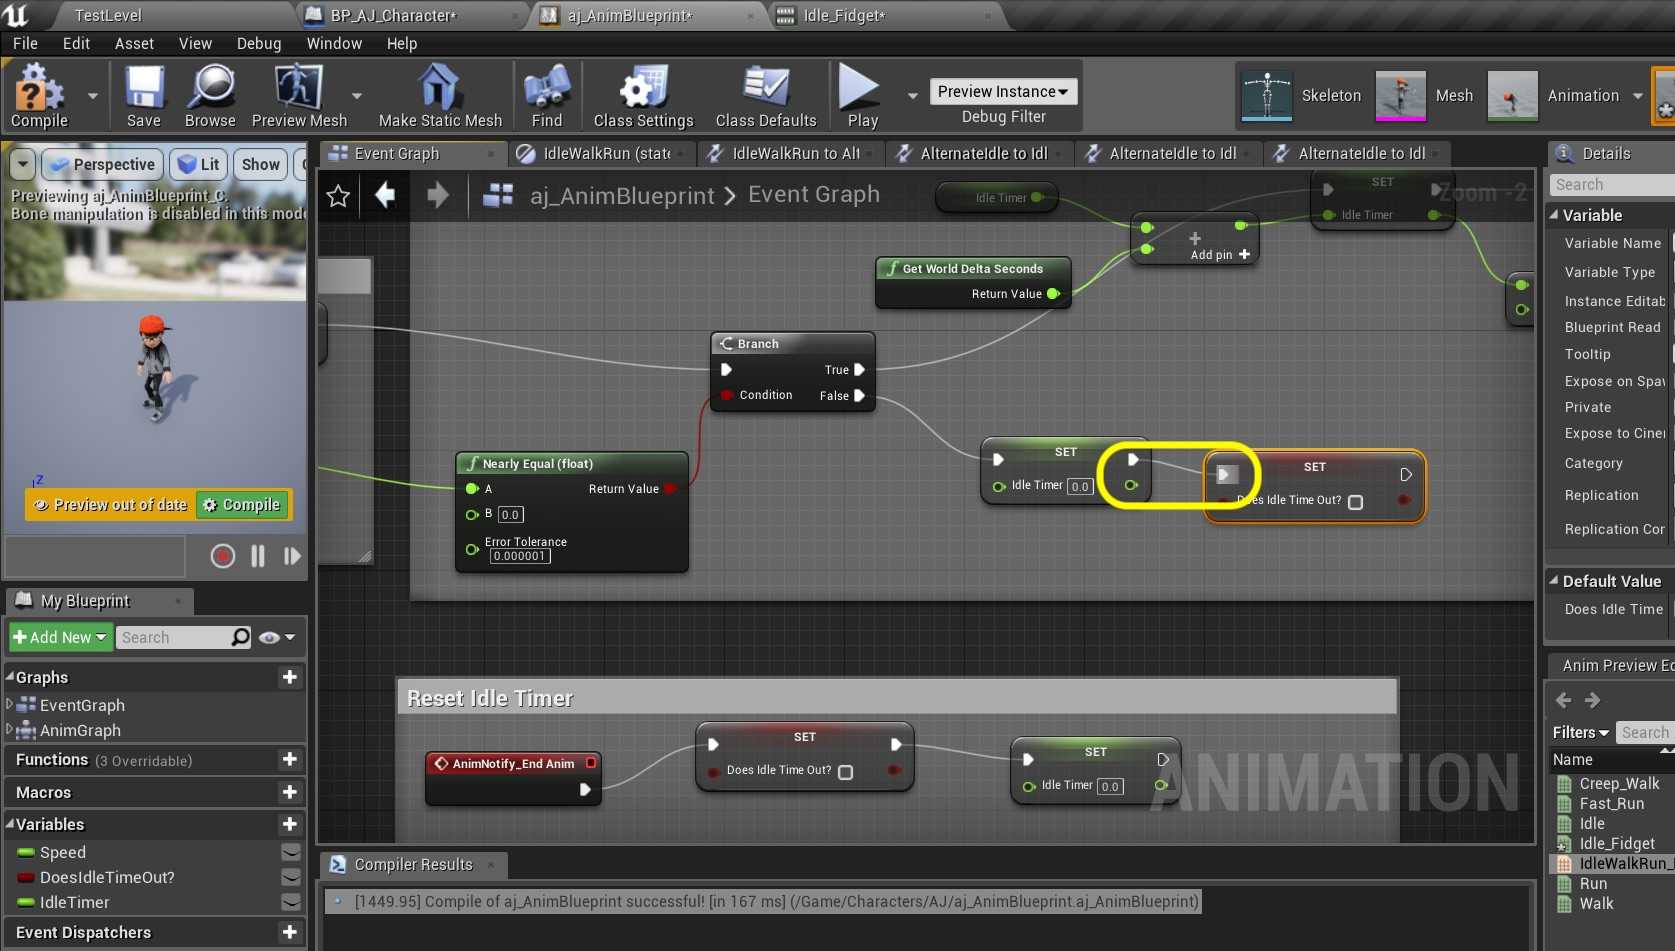 TestLevel
BP_AJ_Character*
aj_AnimBlueprint*
Idle_Fidget*
File Edit Asset View Debug Window Help
Compile
Save
Browse
Preview Mesh
Make Static Mesh
Find
Class Settings
Class Defaults
Play
Preview Instance
Debug Filter
Skeleton
Mesh
Animation
Perspective
Lit
Show
Previewing aj_AnimBlueprint_C.
Bone manipulation is disabled in this mode
Z
Preview out of date
Compile
Event Graph
IdleWalkRun (state
IdleWalkRun to Alt
AlternateIdle to Idl
AlternateIdle to Idl
AlternateIdle to Idl
aj_AnimBlueprint > Event Graph
Zoom -2
Idle Timer
Add pin
SET
Idle Timer
Get World Delta Seconds
Return Value
Branch
True
Condition
False
Nearly Equal (float)
A
Return Value
B 0.0
Error Tolerance
0.000001
SET
Idle Timer 0.0
SET
Does Idle Time Out?
Reset Idle Timer
AnimNotify_End Anim
SET
Does Idle Time Out?
SET
Idle Timer 0.0
ANIMATION
My Blueprint
Add New
Search
Graphs
EventGraph
AnimGraph
Functions (3 Overridable)
Macros
Variables
Speed
DoesIdleTimeOut?
IdleTimer
Event Dispatchers
Compiler Results
[1449.95] Compile of aj_AnimBlueprint successful! [in 167 ms] (/Game/Characters/AJ/aj_AnimBlueprint.aj_AnimBlueprint)
Details
Search
Variable
Variable Name
Variable Type
Instance Editab
Blueprint Read
Tooltip
Expose on Spaw
Private
Expose to Cinem
Category
Replication
Replication Con
Default Value
Does Idle Time
Anim Preview Ed
Filters
Search
Name
Creep_Walk
Fast_Run
Idle
Idle_Fidget
IdleWalkRun_
Run
Walk